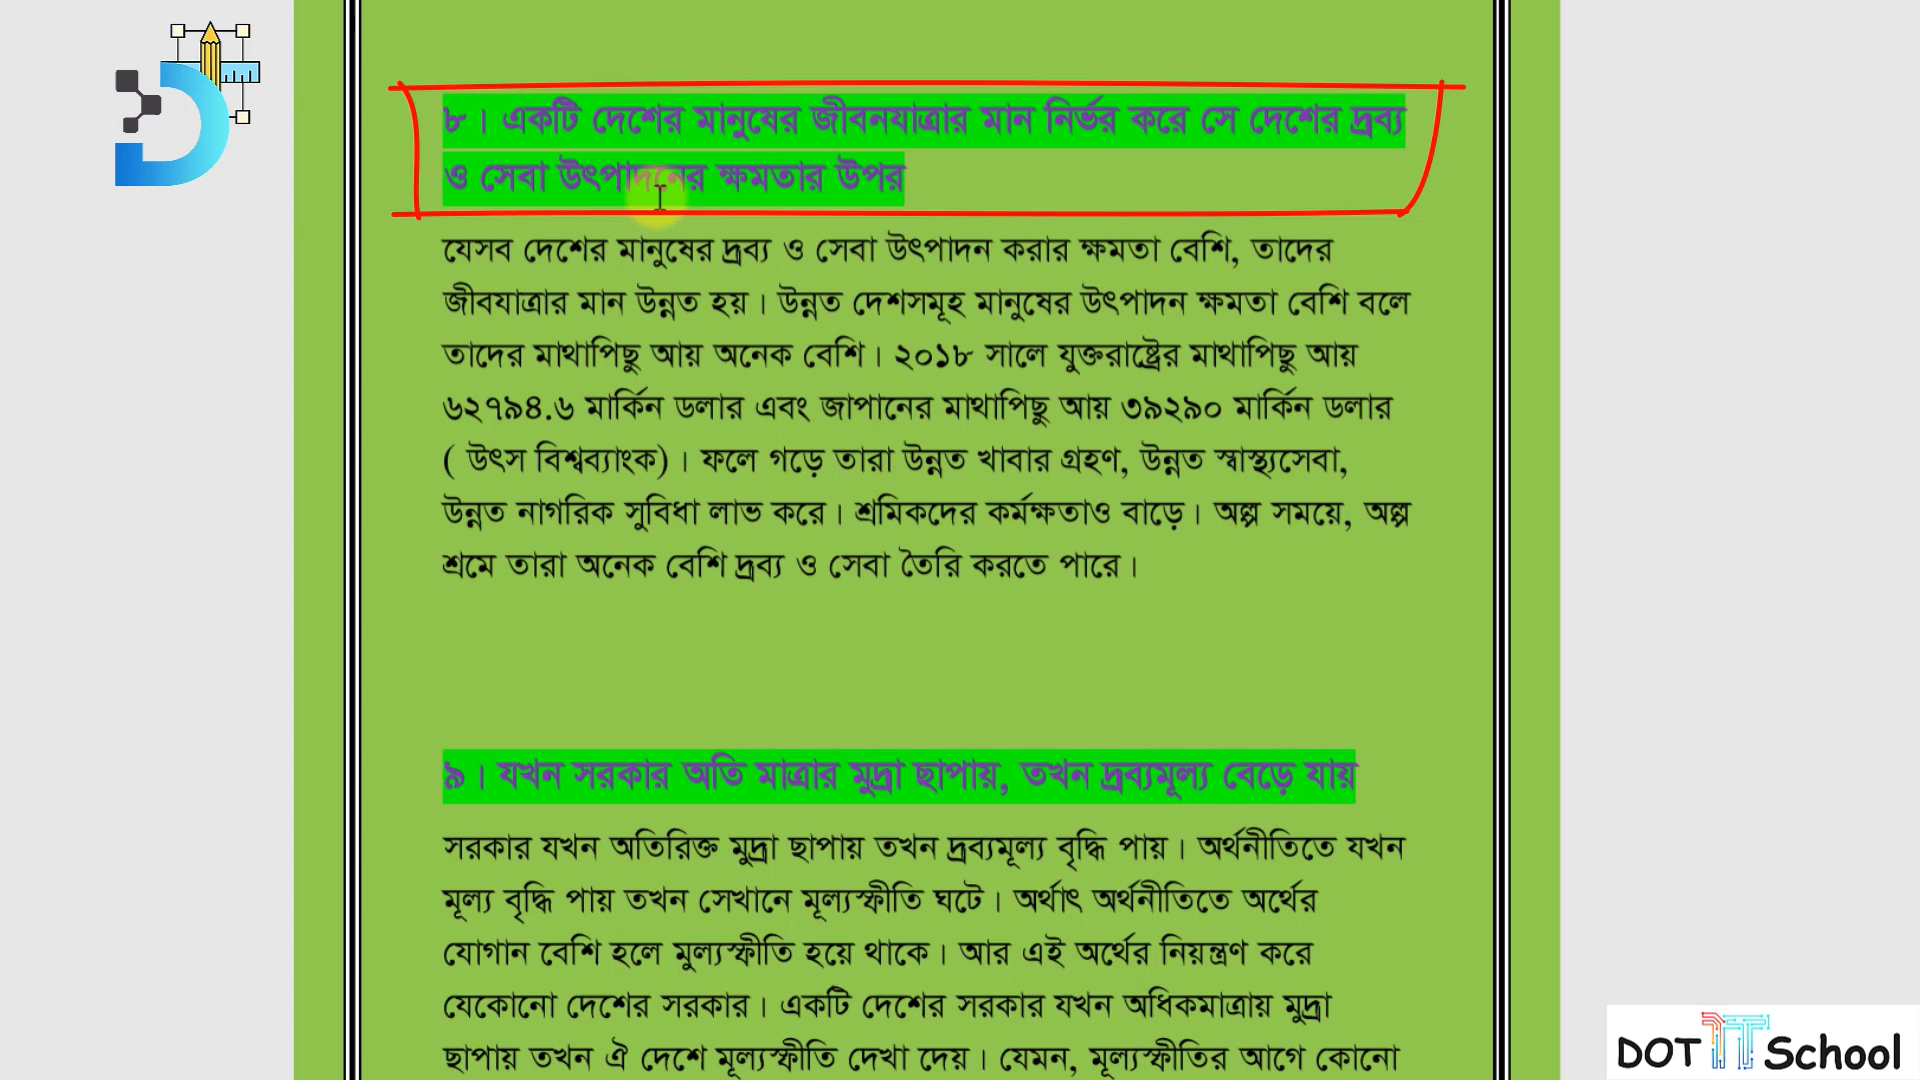 ৮। একটি দেশের মানুষের জীবনযাত্রার মান নির্ভর করে সে দেশের দ্রব্য
ও সেবা উৎপাদনের ক্ষমতার উপর
যেসব দেশের মানুষের দ্রব্য ও সেবা উৎপাদন করার ক্ষমতা বেশি, তাদের
জীবযাত্রার মান উন্নত হয়। উন্নত দেশসমূহ মানুষের উৎপাদন ক্ষমতা বেশি বলে
তাদের মাথাপিছু আয় অনেক বেশি। ২০১৮ সালে যুক্তরাষ্ট্রের মাথাপিছু আয়
৬২৭৯৪.৬ মার্কিন ডলার এবং জাপানের মাথাপিছু আয় ৩৯২৯০ মার্কিন ডলার
( উৎস বিশ্বব্যাংক)। ফলে গড়ে তারা উন্নত খাবার গ্রহণ, উন্নত স্বাস্থ্যসেবা,
উন্নত নাগরিক সুবিধা লাভ করে। শ্রমিকদের কর্মক্ষতাও বাড়ে। অল্প সময়ে, অল্প
শ্রমে তারা অনেক বেশি দ্রব্য ও সেবা তৈরি করতে পারে।
৯। যখন সরকার অতি মাত্রার মুদ্রা ছাপায়, তখন দ্রব্যমূল্য বেড়ে যায়
সরকার যখন অতিরিক্ত মুদ্রা ছাপায় তখন দ্রব্যমূল্য বৃদ্ধি পায়। অর্থনীতিতে যখন
মূল্য বৃদ্ধি পায় তখন সেখানে মূল্যস্ফীতি ঘটে। অর্থাৎ অর্থনীতিতে অর্থের
যোগান বেশি হলে মুল্যস্ফীতি হয়ে থাকে। আর এই অর্থের নিয়ন্ত্রণ করে
যেকোনো দেশের সরকার। একটি দেশের সরকার যখন অধিকমাত্রায় মুদ্রা
ছাপায় তখন ঐ দেশে মূল্যস্ফীতি দেখা দেয়। যেমন, মূল্যস্ফীতির আগে কোনো
DOT IT School